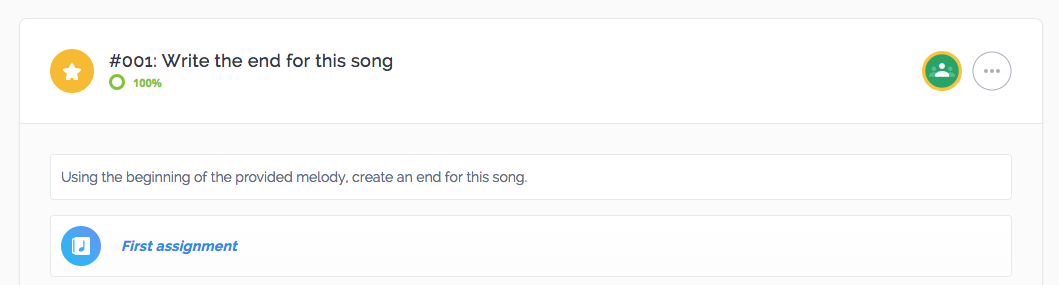 #001: Write the end for this song
100%
Using the beginning of the provided melody, create an end for this song.
First assignment